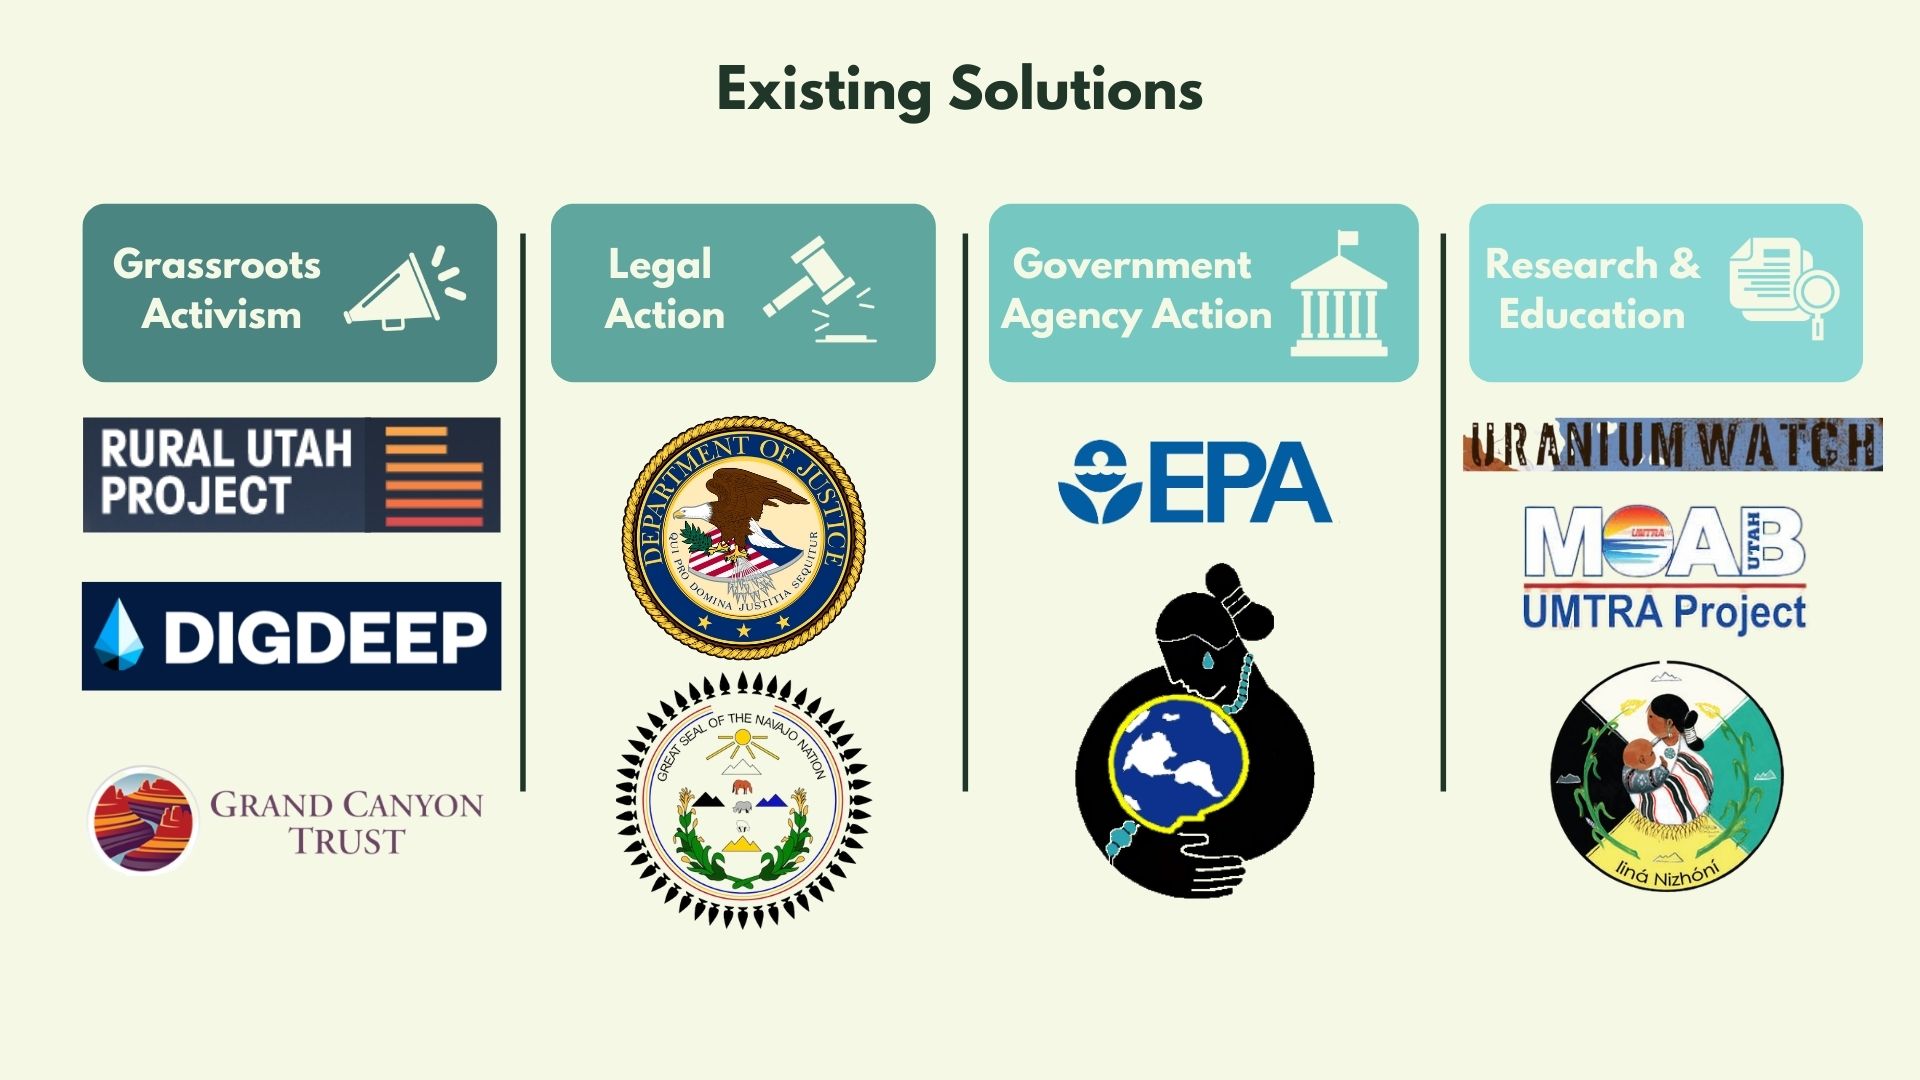 Existing Solutions
Grassroots
Activism
RURAL UTAH
PROJECT
DIGDEEP
GRAND CANYON
TRUST
Legal
Action
DEPARTMENT OF JUSTICE
QUI PRO DOMINA JUSTITIA SEQUITUR
GREAT SEAL OF THE NAVAJO NATION
Government
Agency Action
EPA
Research &
Education
URANIUM WATCH
MOAB
UTAH
UMTRA
UMTRA Project
Iiná Nizhóní